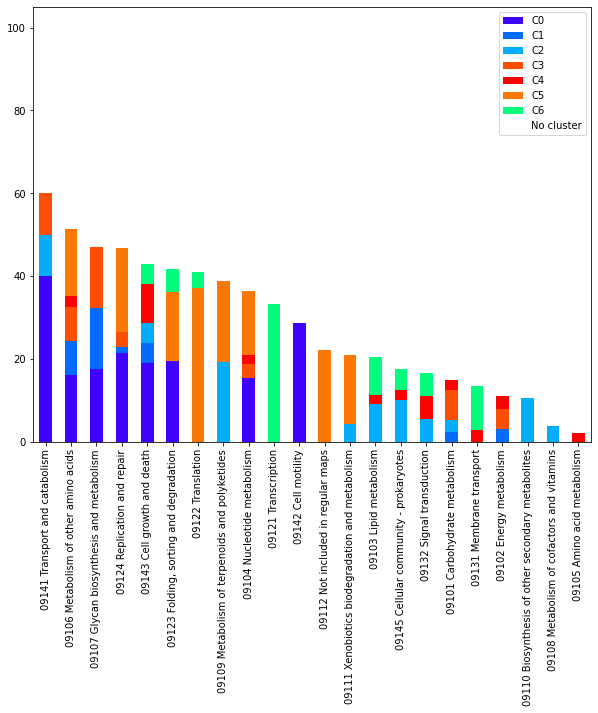 100
80
60
40
20
0
C0
C1
C2
C3
C4
C5
C6
No cluster
09141 Transport and catabolism
09106 Metabolism of other amino acids
09107 Glycan biosynthesis and metabolism
09124 Replication and repair
09143 Cell growth and death
09123 Folding, sorting and degradation
09122 Translation
09109 Metabolism of terpenoids and polyketides
09104 Nucleotide metabolism
09121 Transcription
09142 Cell motility
09112 Not included in regular maps
09111 Xenobiotics biodegradation and metabolism
09103 Lipid metabolism
09145 Cellular community - prokaryotes
09132 Signal transduction
09101 Carbohydrate metabolism
09131 Membrane transport
09102 Energy metabolism
09110 Biosynthesis of other secondary metabolites
09108 Metabolism of cofactors and vitamins
09105 Amino acid metabolism